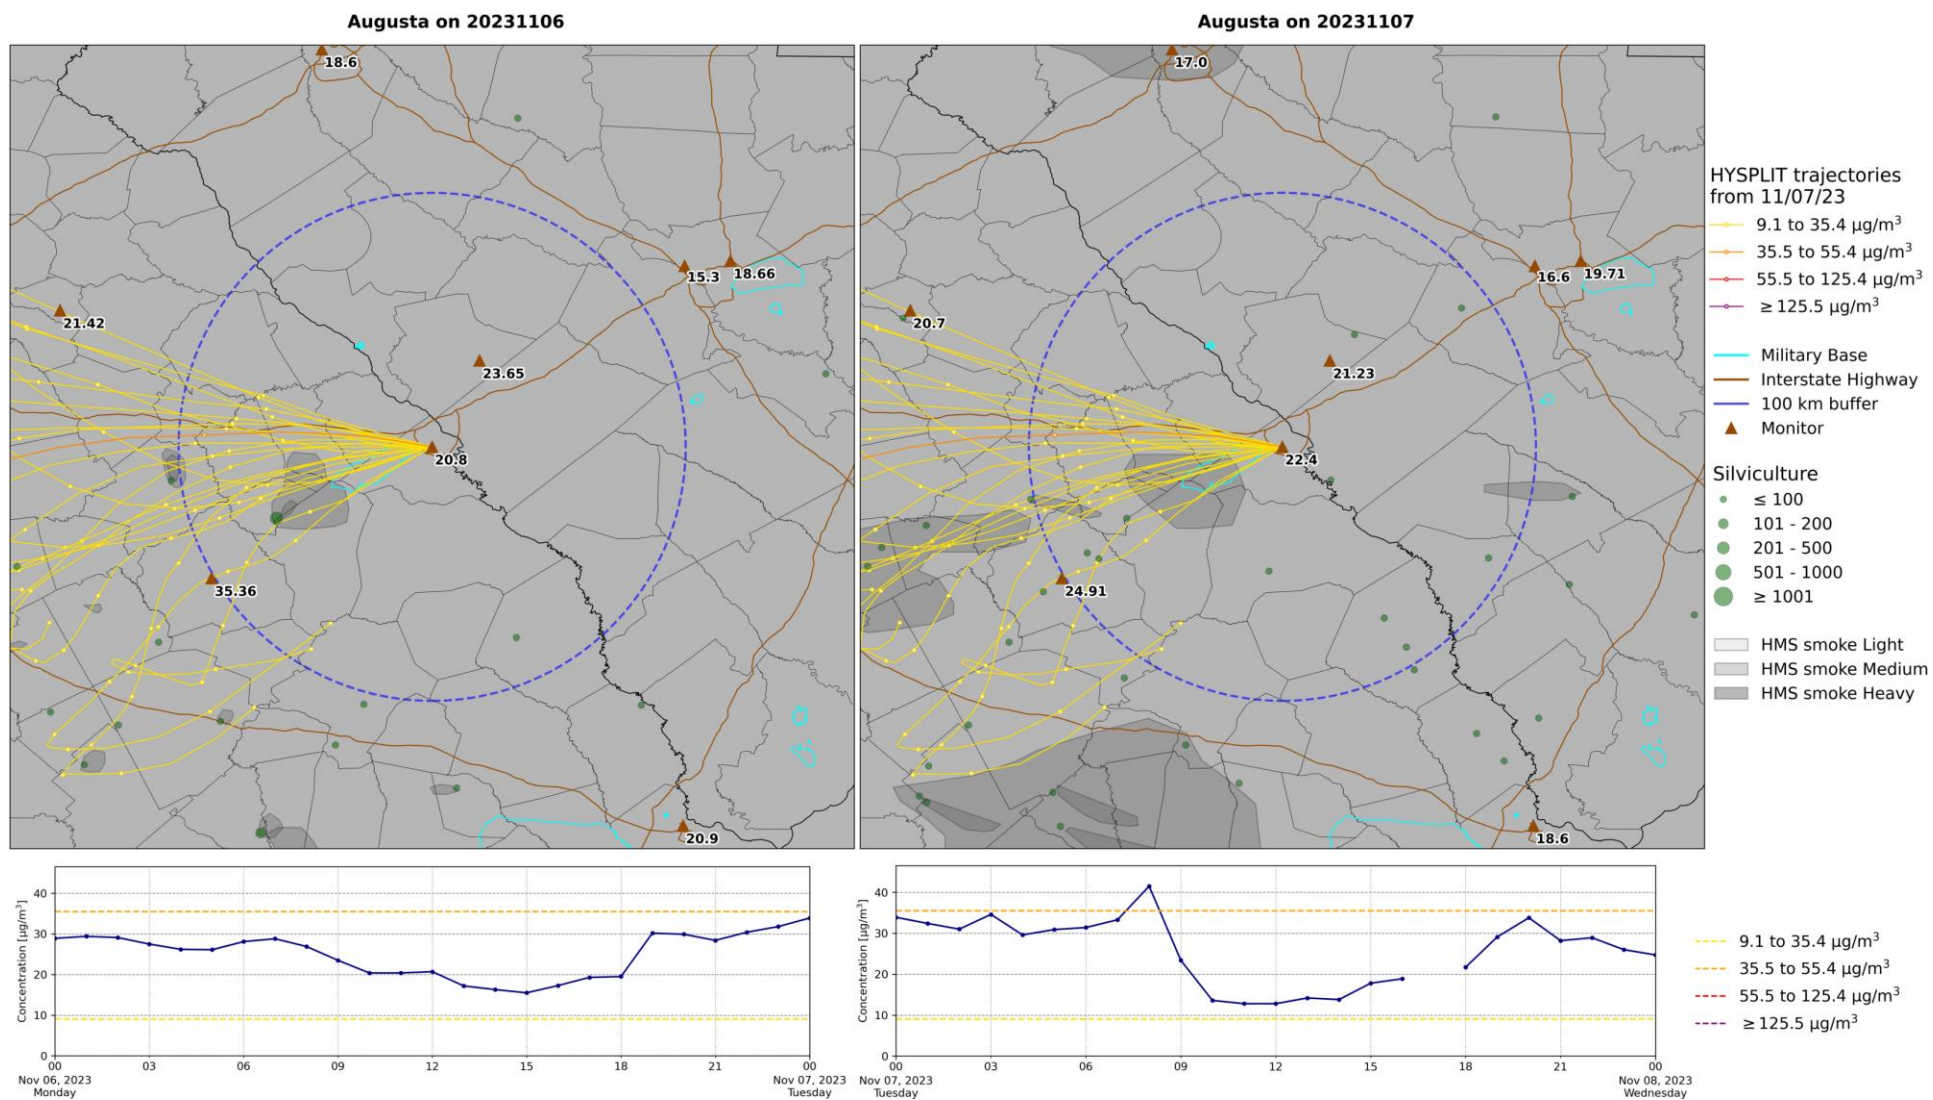 Augusta on 20231106
Augusta on 20231107
18.6
15.3
18.66
21.42
23.65
20.8
35.36
20.9
17.0
16.6
19.71
20.7
21.23
22.4
24.91
18.6
HYSPLIT trajectories
from 11/07/23
9.1 to 35.4 μg/m³
35.5 to 55.4 μg/m³
55.5 to 125.4 μg/m³
≥ 125.5 μg/m³
Military Base
Interstate Highway
100 km buffer
Monitor
Silviculture
≤ 100
101 - 200
201 - 500
501 - 1000
≥ 1001
HMS smoke Light
HMS smoke Medium
HMS smoke Heavy
Concentration [μg/m³]
40
30
20
10
0
00 03 06 09 12 15 18 21 00
Nov 06, 2023 Nov 07, 2023
Monday Tuesday
Concentration [μg/m³]
40
30
20
10
0
00 03 06 09 12 15 18 21 00
Nov 07, 2023 Nov 08, 2023
Tuesday Wednesday
9.1 to 35.4 μg/m³
35.5 to 55.4 μg/m³
55.5 to 125.4 μg/m³
≥ 125.5 μg/m³